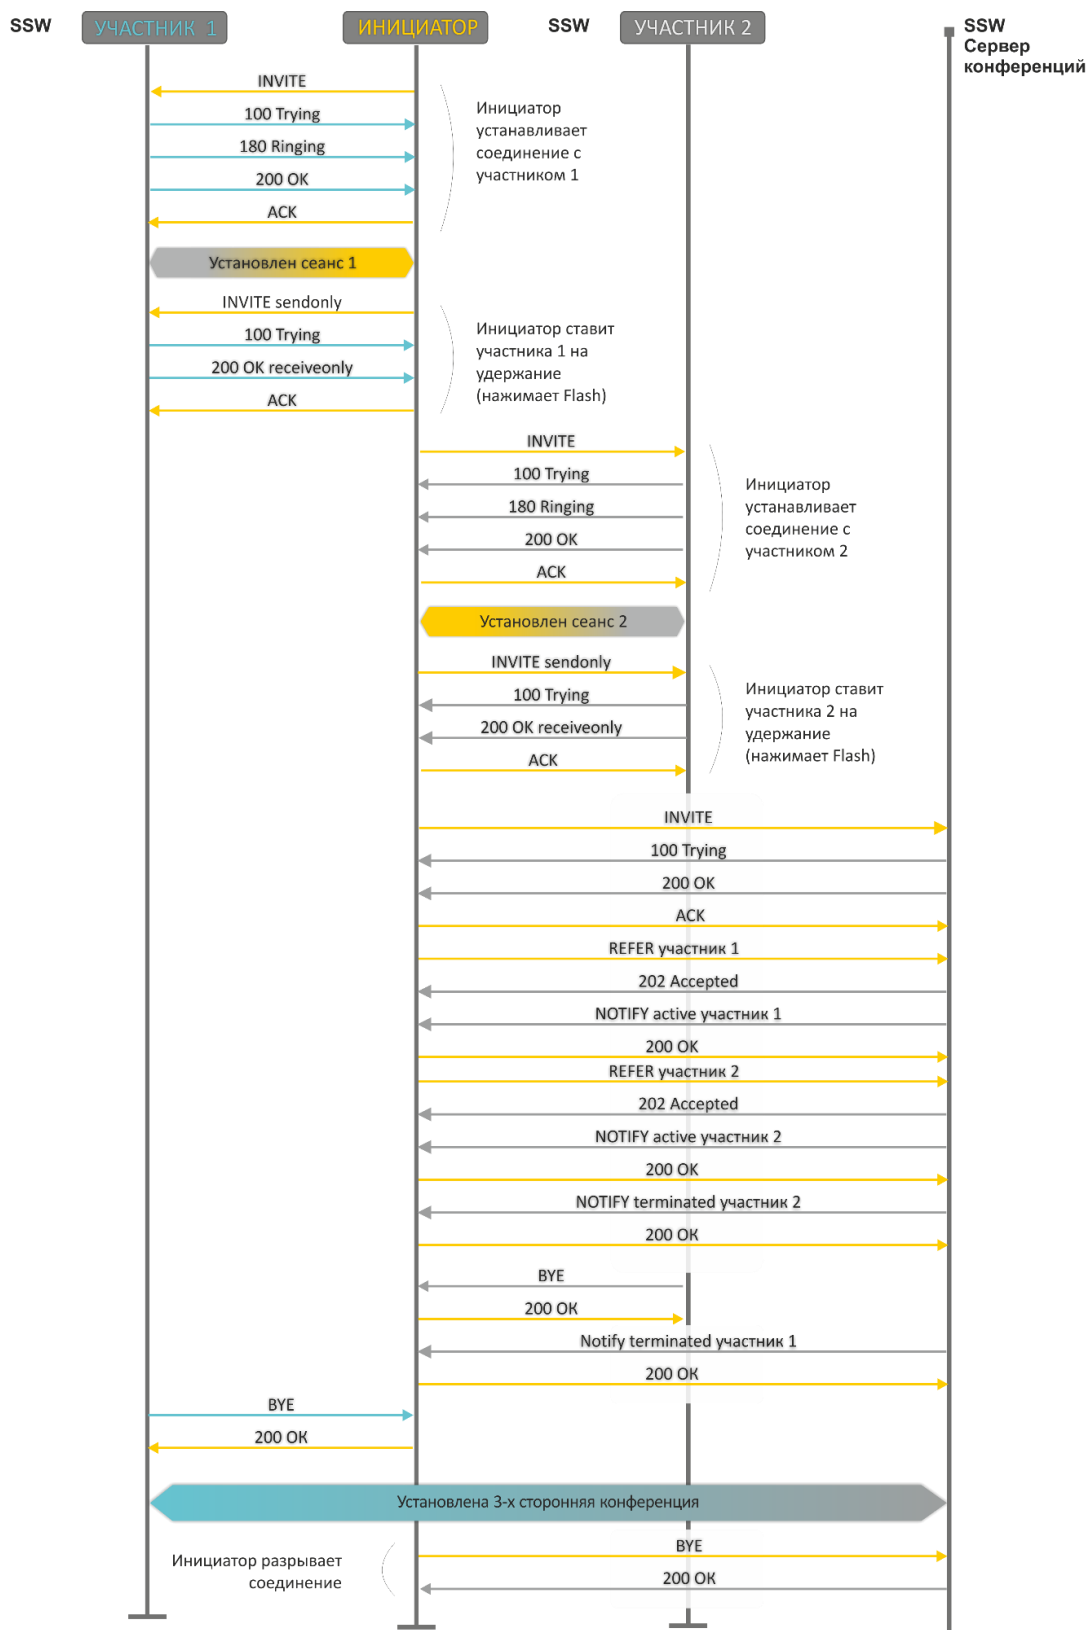 SSW
УЧАСТНИК 1
ИНИЦИАТОР
SSW
УЧАСТНИК 2
SSW
Сервер
конференций
INVITE
100 Trying
180 Ringing
200 OK
ACK
Инициатор
устанавливает
соединение с
участником 1
Установлен сеанс 1
INVITE sendonly
100 Trying
200 OK receiveonly
ACK
Инициатор ставит
участника 1 на
удержание
(нажимает Flash)
INVITE
100 Trying
180 Ringing
200 OK
ACK
Инициатор
устанавливает
соединение с
участником 2
Установлен сеанс 2
INVITE sendonly
100 Trying
200 OK receiveonly
ACK
Инициатор ставит
участника 2 на
удержание
(нажимает Flash)
INVITE
100 Trying
200 OK
ACK
REFER участник 1
202 Accepted
NOTIFY active участник 1
200 OK
REFER участник 2
202 Accepted
NOTIFY active участник 2
200 OK
NOTIFY terminated участник 2
200 OK
BYE
200 OK
Notify terminated участник 1
200 OK
BYE
200 OK
Установлена 3-х сторонняя конференция
Инициатор разрывает
соединение
BYE
200 OK